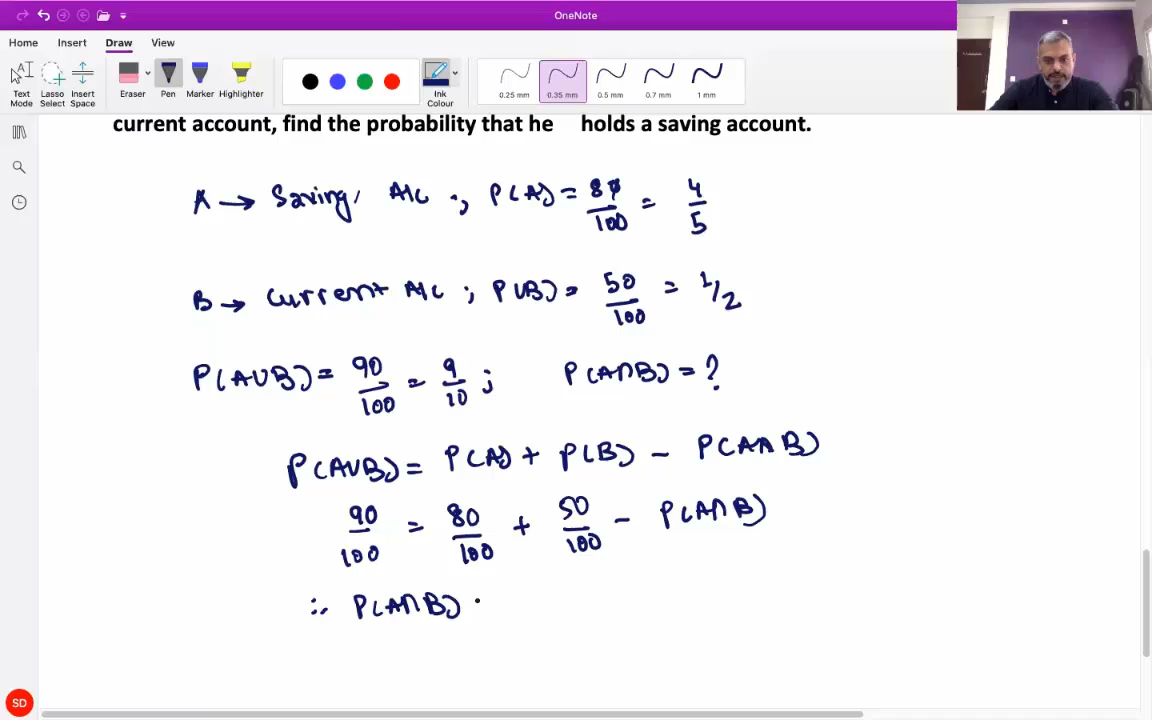 OneNote
Home Insert Draw View
Text Mode Lasso Select Insert Space Eraser Pen Marker Highlighter Ink Colour 0.25 mm 0.35 mm 0.5 mm 0.7 mm 1 mm
current account, find the probability that he holds a saving account.
A → Saving A/c ; P(A) = 80/100 = 4/5
B → Current A/c ; P(B) = 50/100 = 1/2
P(A∪B) = 90/100 = 9/10 ; P(A∩B) = ?
P(A∪B) = P(A) + P(B) − P(A∩B)
90/100 = 80/100 + 50/100 − P(A∩B)
∴ P(A∩B)
SD